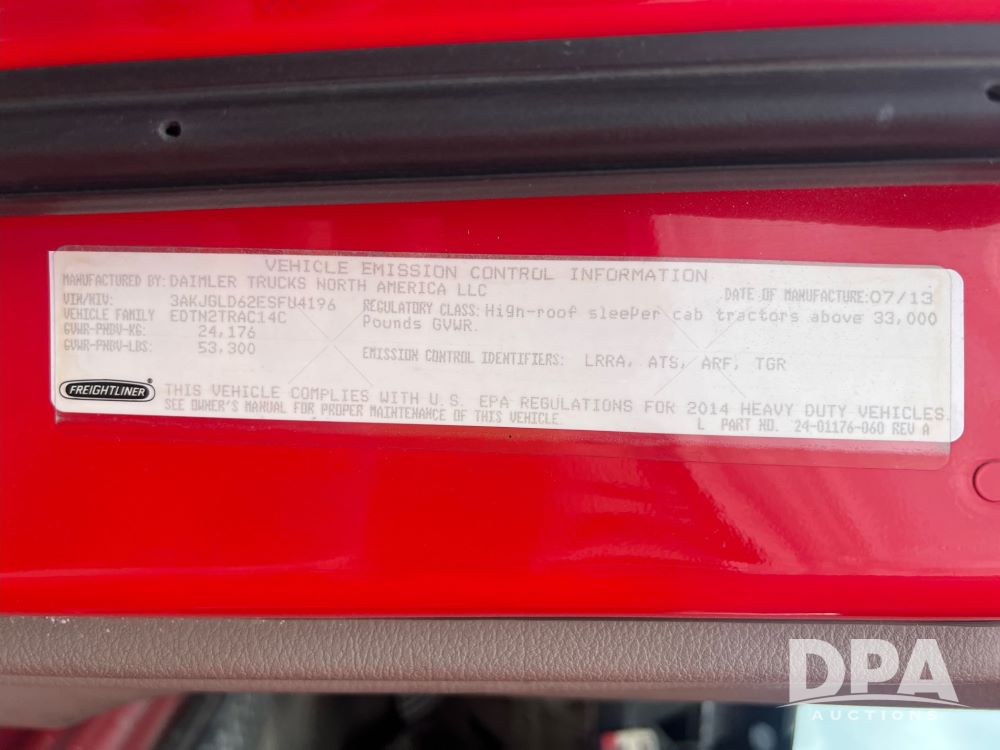 VEHICLE EMISSION CONTROL INFORMATION
MANUFACTURED BY: DAIMLER TRUCKS NORTH AMERICA LLC
DATE OF MANUFACTURE: 07/13
VIN/NIV: 3AKJGLD62ESFU4196
REGULATORY CLASS: High-roof sleeper cab tractors above 33,000
VEHICLE FAMILY EDTN2TRAC14C
Pounds GVWR.
GVWR-PNBV-KG: 24,176
GVWR-PNBV-LBS: 53,300
EMISSION CONTROL IDENTIFIERS: LRRA, ATS, ARF, TGR
FREIGHTLINER®
THIS VEHICLE COMPLIES WITH U.S. EPA REGULATIONS FOR 2014 HEAVY DUTY VEHICLES.
SEE OWNER'S MANUAL FOR PROPER MAINTENANCE OF THIS VEHICLE.
L PART NO. 24-01176-060 REV A
DPA
AUCTIONS